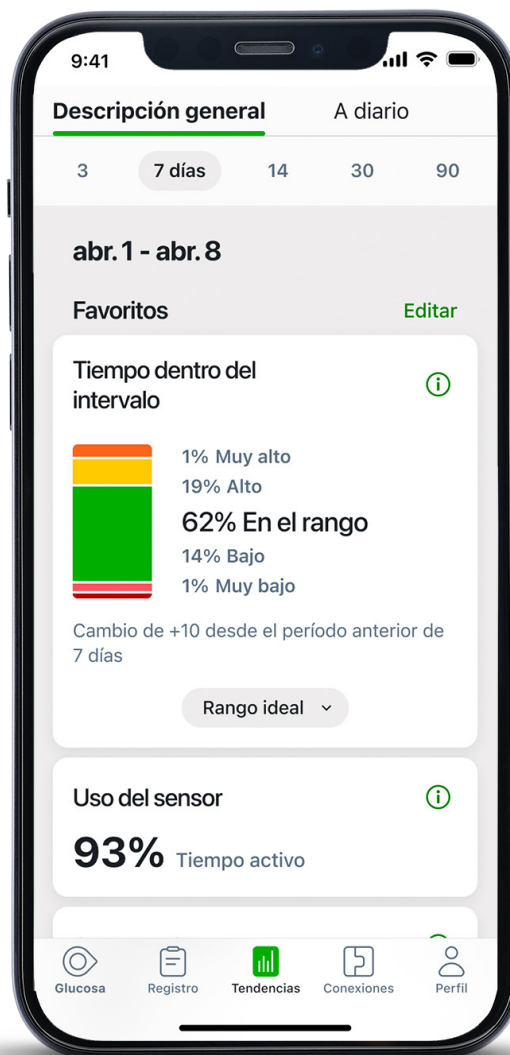 9:41
Descripción general
A diario
3
7 días
14
30
90
abr. 1 - abr. 8
Favoritos
Editar
Tiempo dentro del
intervalo
1% Muy alto
19% Alto
62% En el rango
14% Bajo
1% Muy bajo
Cambio de +10 desde el período anterior de
7 días
Rango ideal
Uso del sensor
93% Tiempo activo
Glucosa
Registro
Tendencias
Conexiones
Perfil